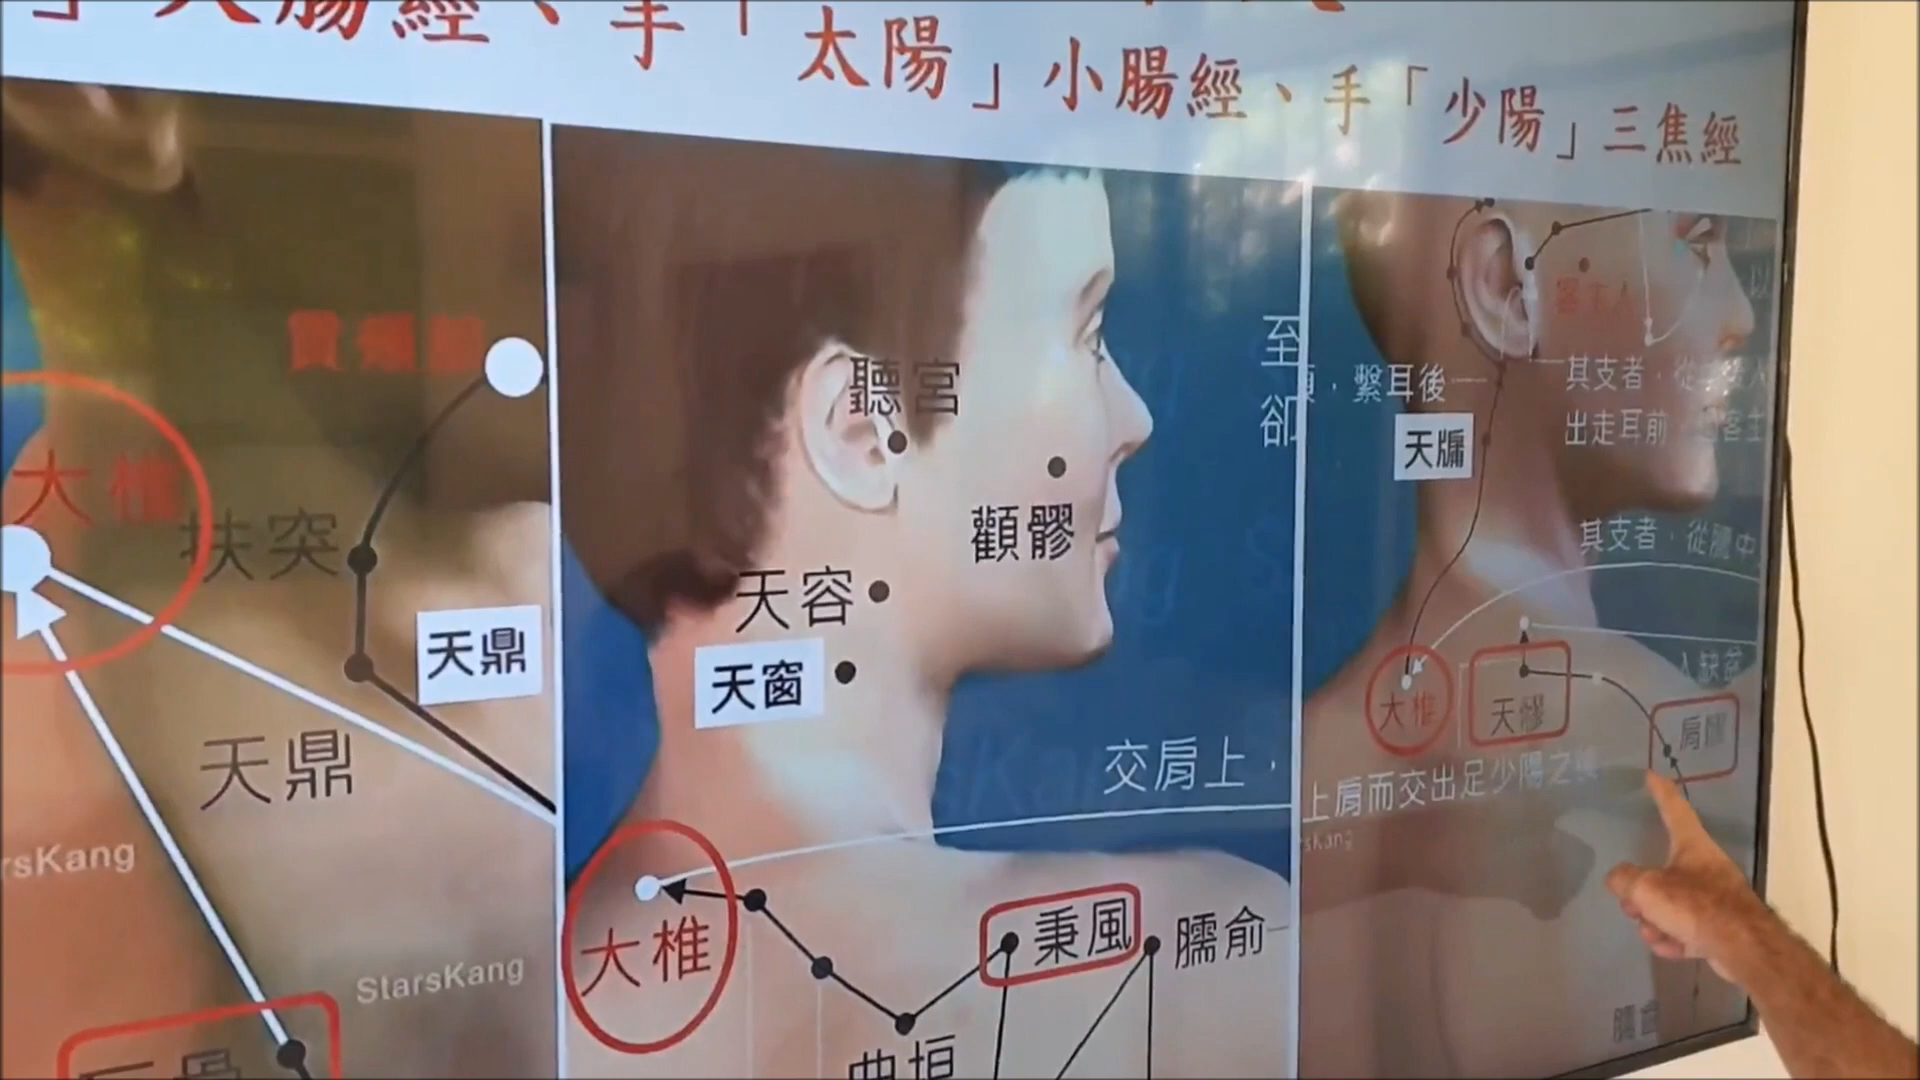 」大腸經、手「太陽」小腸經、手「少陽」三焦經
大椎
扶突
天鼎
天鼎
StarsKang
聽宮
顴髎
天容
天窗
至
卻
交肩上，
大椎
秉風
臑俞
曲垣
，繫耳後
天牖
其支者，從
出走耳前
其支者，從
大椎
天髎
肩髎
入缺盆
上肩而交出足少陽之